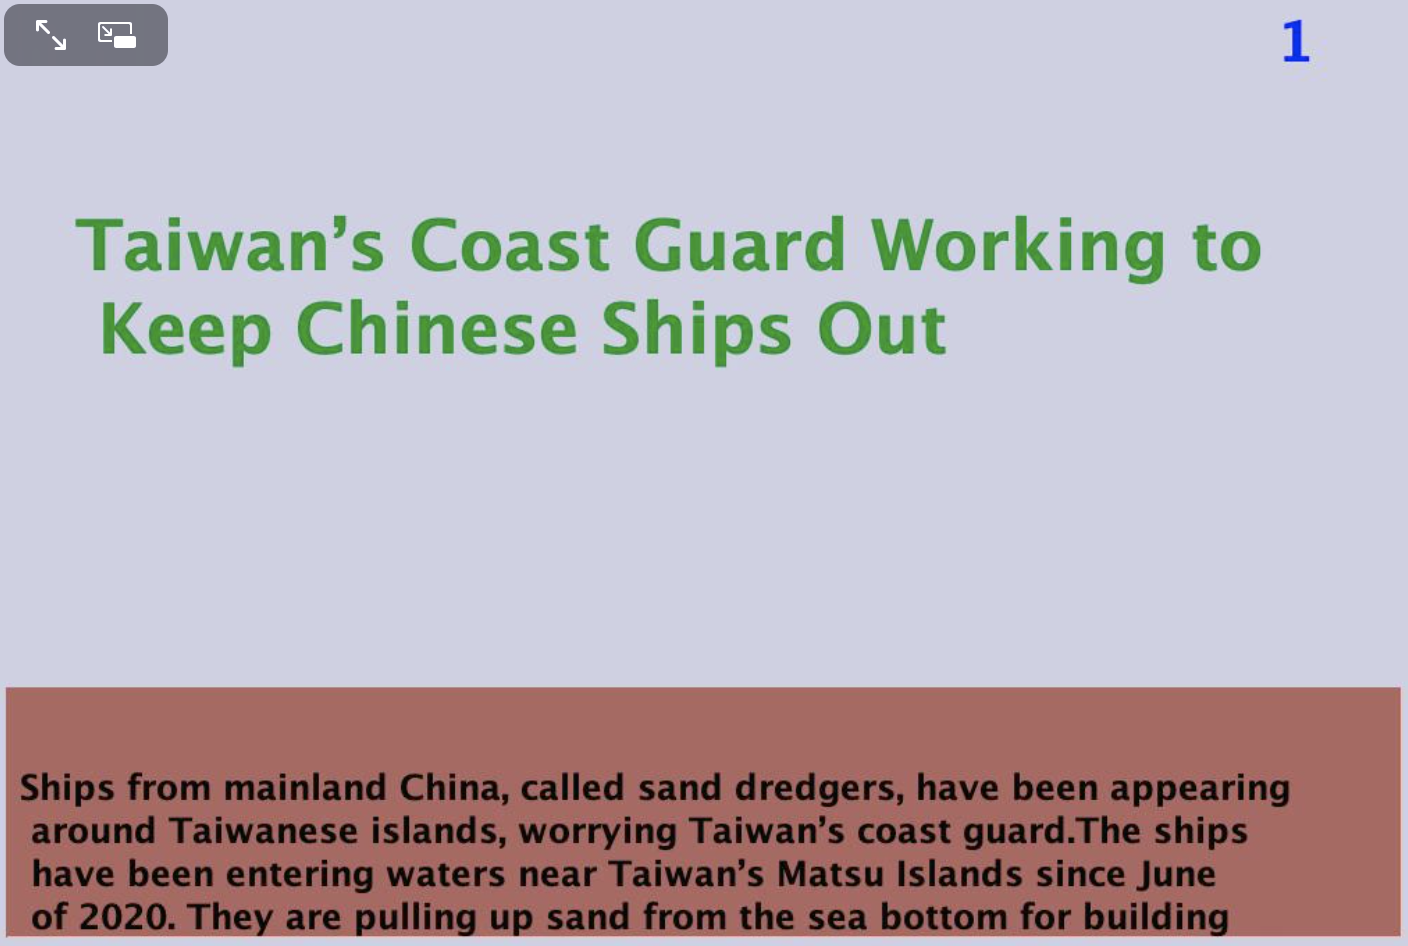 1
Taiwan’s Coast Guard Working to
Keep Chinese Ships Out
Ships from mainland China, called sand dredgers, have been appearing
around Taiwanese islands, worrying Taiwan’s coast guard.The ships
have been entering waters near Taiwan’s Matsu Islands since June
of 2020. They are pulling up sand from the sea bottom for building